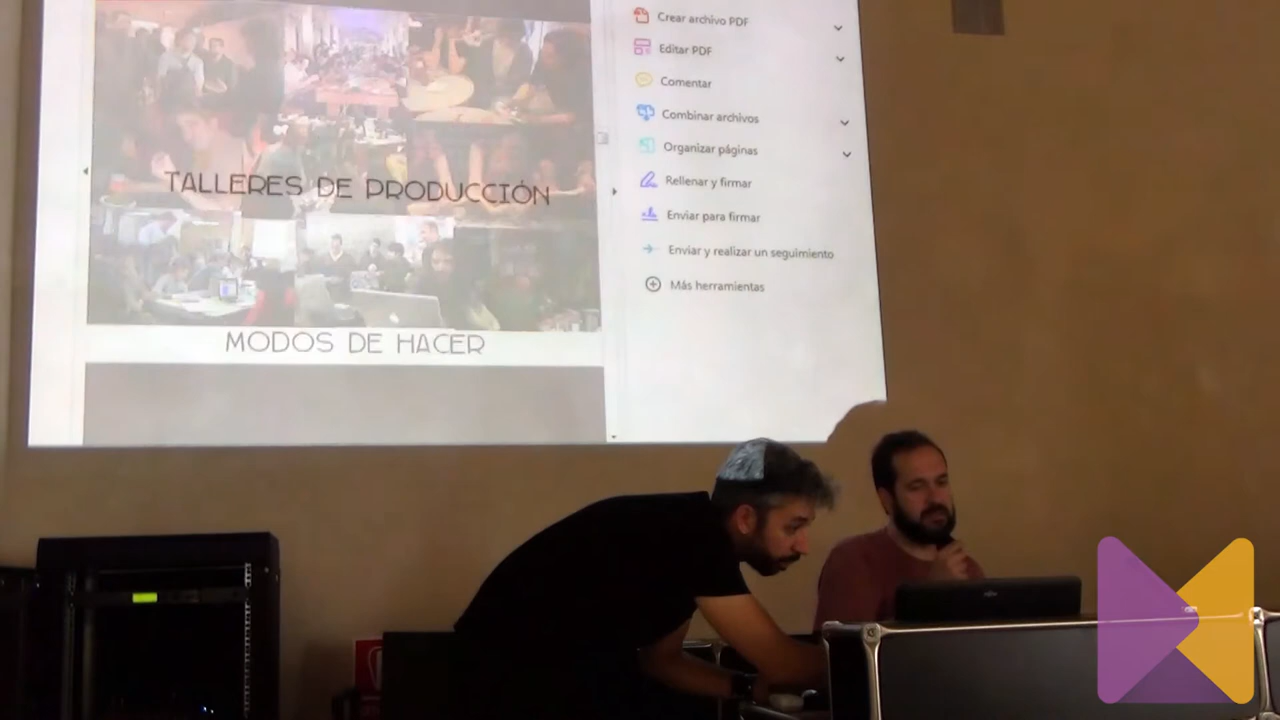 TALLERES DE PRODUCCIÓN
MODOS DE HACER
Crear archivo PDF
Editar PDF
Comentar
Combinar archivos
Organizar páginas
Rellenar y firmar
Enviar para firmar
Enviar y realizar un seguimiento
Más herramientas